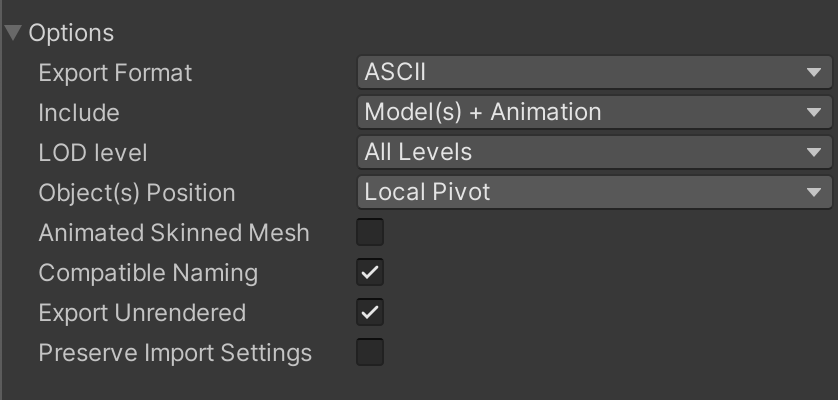 Options
Export Format ASCII
Include Model(s) + Animation
LOD level All Levels
Object(s) Position Local Pivot
Animated Skinned Mesh
Compatible Naming
Export Unrendered
Preserve Import Settings